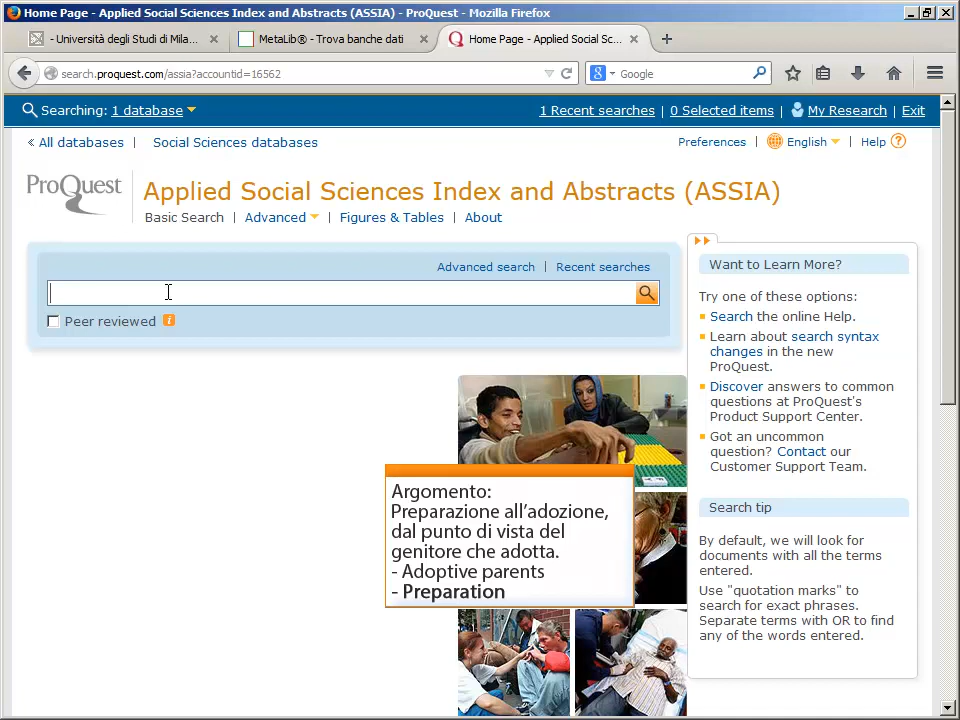 Home Page - Applied Social Sciences Index and Abstracts (ASSIA) - ProQuest - Mozilla Firefox
- Università degli Studi di Mila...
MetaLib® - Trova banche dati
Home Page - Applied Social Sc...
search.proquest.com/assia?accountid=16562
Google
Searching: 1 database
1 Recent searches | 0 Selected items | My Research | Exit
« All databases | Social Sciences databases
Preferences | English | Help ?
ProQuest
Applied Social Sciences Index and Abstracts (ASSIA)
Basic Search | Advanced | Figures & Tables | About
Advanced search | Recent searches
Peer reviewed i
Want to Learn More?
Try one of these options:
Search the online Help.
Learn about search syntax
changes in the new
ProQuest.
Discover answers to common
questions at ProQuest's
Product Support Center.
Got an uncommon
question? Contact our
Customer Support Team.
Search tip
By default, we will look for
documents with all the terms
entered.
Use "quotation marks" to
search for exact phrases.
Separate terms with OR to find
any of the words entered.
Argomento:
Preparazione all'adozione,
dal punto di vista del
genitore che adotta.
- Adoptive parents
- Preparation